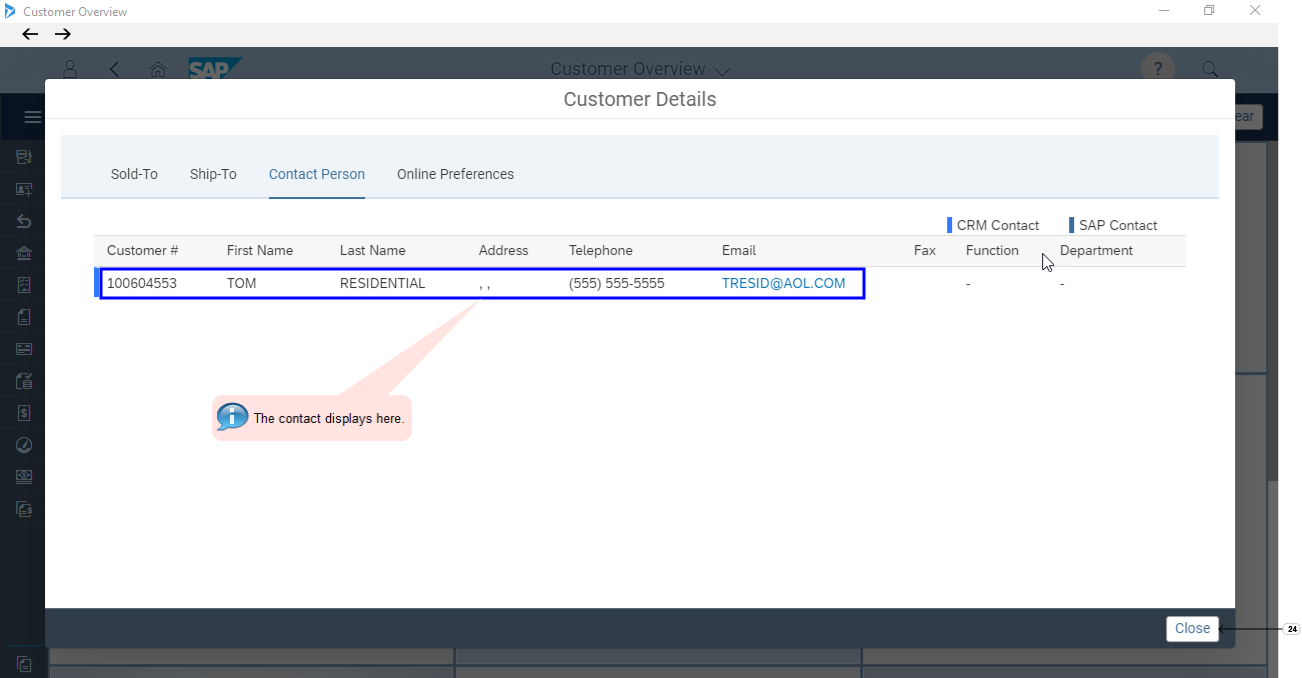 Customer Overview
SAP Customer Overview ?
Customer Details
ear
Sold-To Ship-To Contact Person Online Preferences
CRM Contact SAP Contact
Customer # First Name Last Name Address Telephone Email Fax Function Department
100604553 TOM RESIDENTIAL , , (555) 555-5555 TRESID@AOL.COM - -
The contact displays here.
Close 24